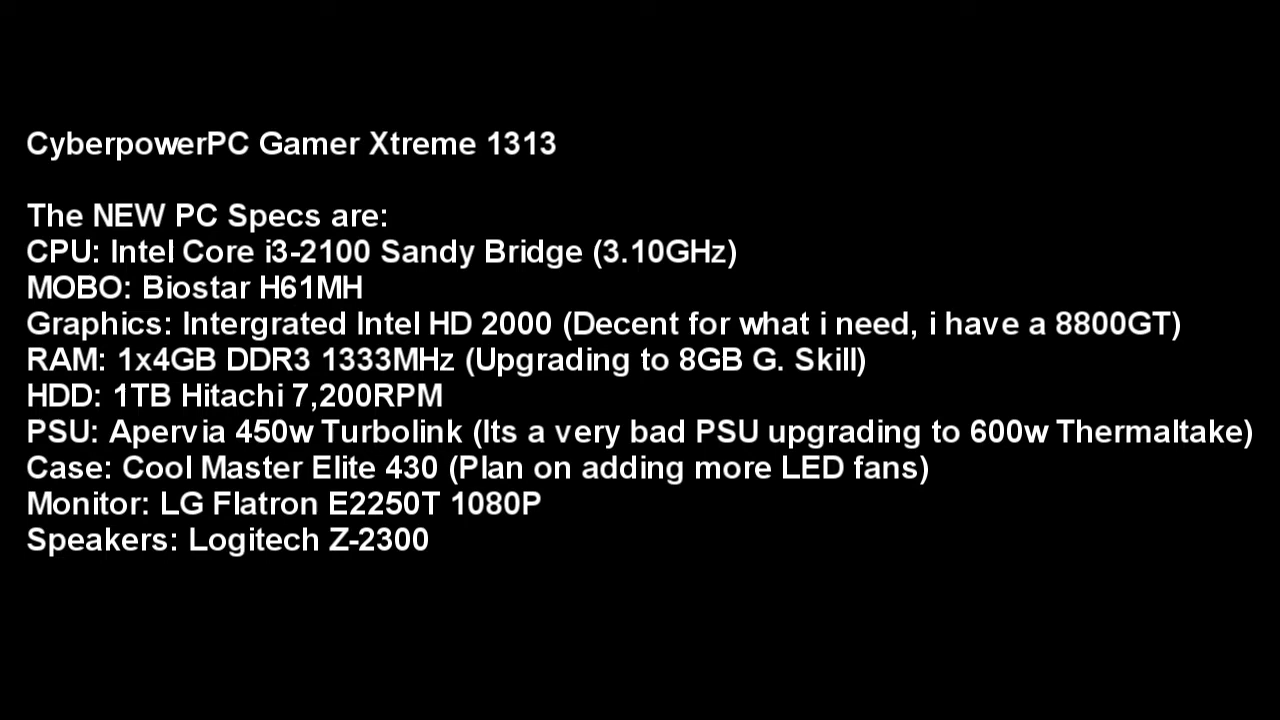 CyberpowerPC Gamer Xtreme 1313
The NEW PC Specs are:
CPU: Intel Core i3-2100 Sandy Bridge (3.10GHz)
MOBO: Biostar H61MH
Graphics: Intergrated Intel HD 2000 (Decent for what i need, i have a 8800GT)
RAM: 1x4GB DDR3 1333MHz (Upgrading to 8GB G. Skill)
HDD: 1TB Hitachi 7,200RPM
PSU: Apervia 450w Turbolink (Its a very bad PSU upgrading to 600w Thermaltake)
Case: Cool Master Elite 430 (Plan on adding more LED fans)
Monitor: LG Flatron E2250T 1080P
Speakers: Logitech Z-2300